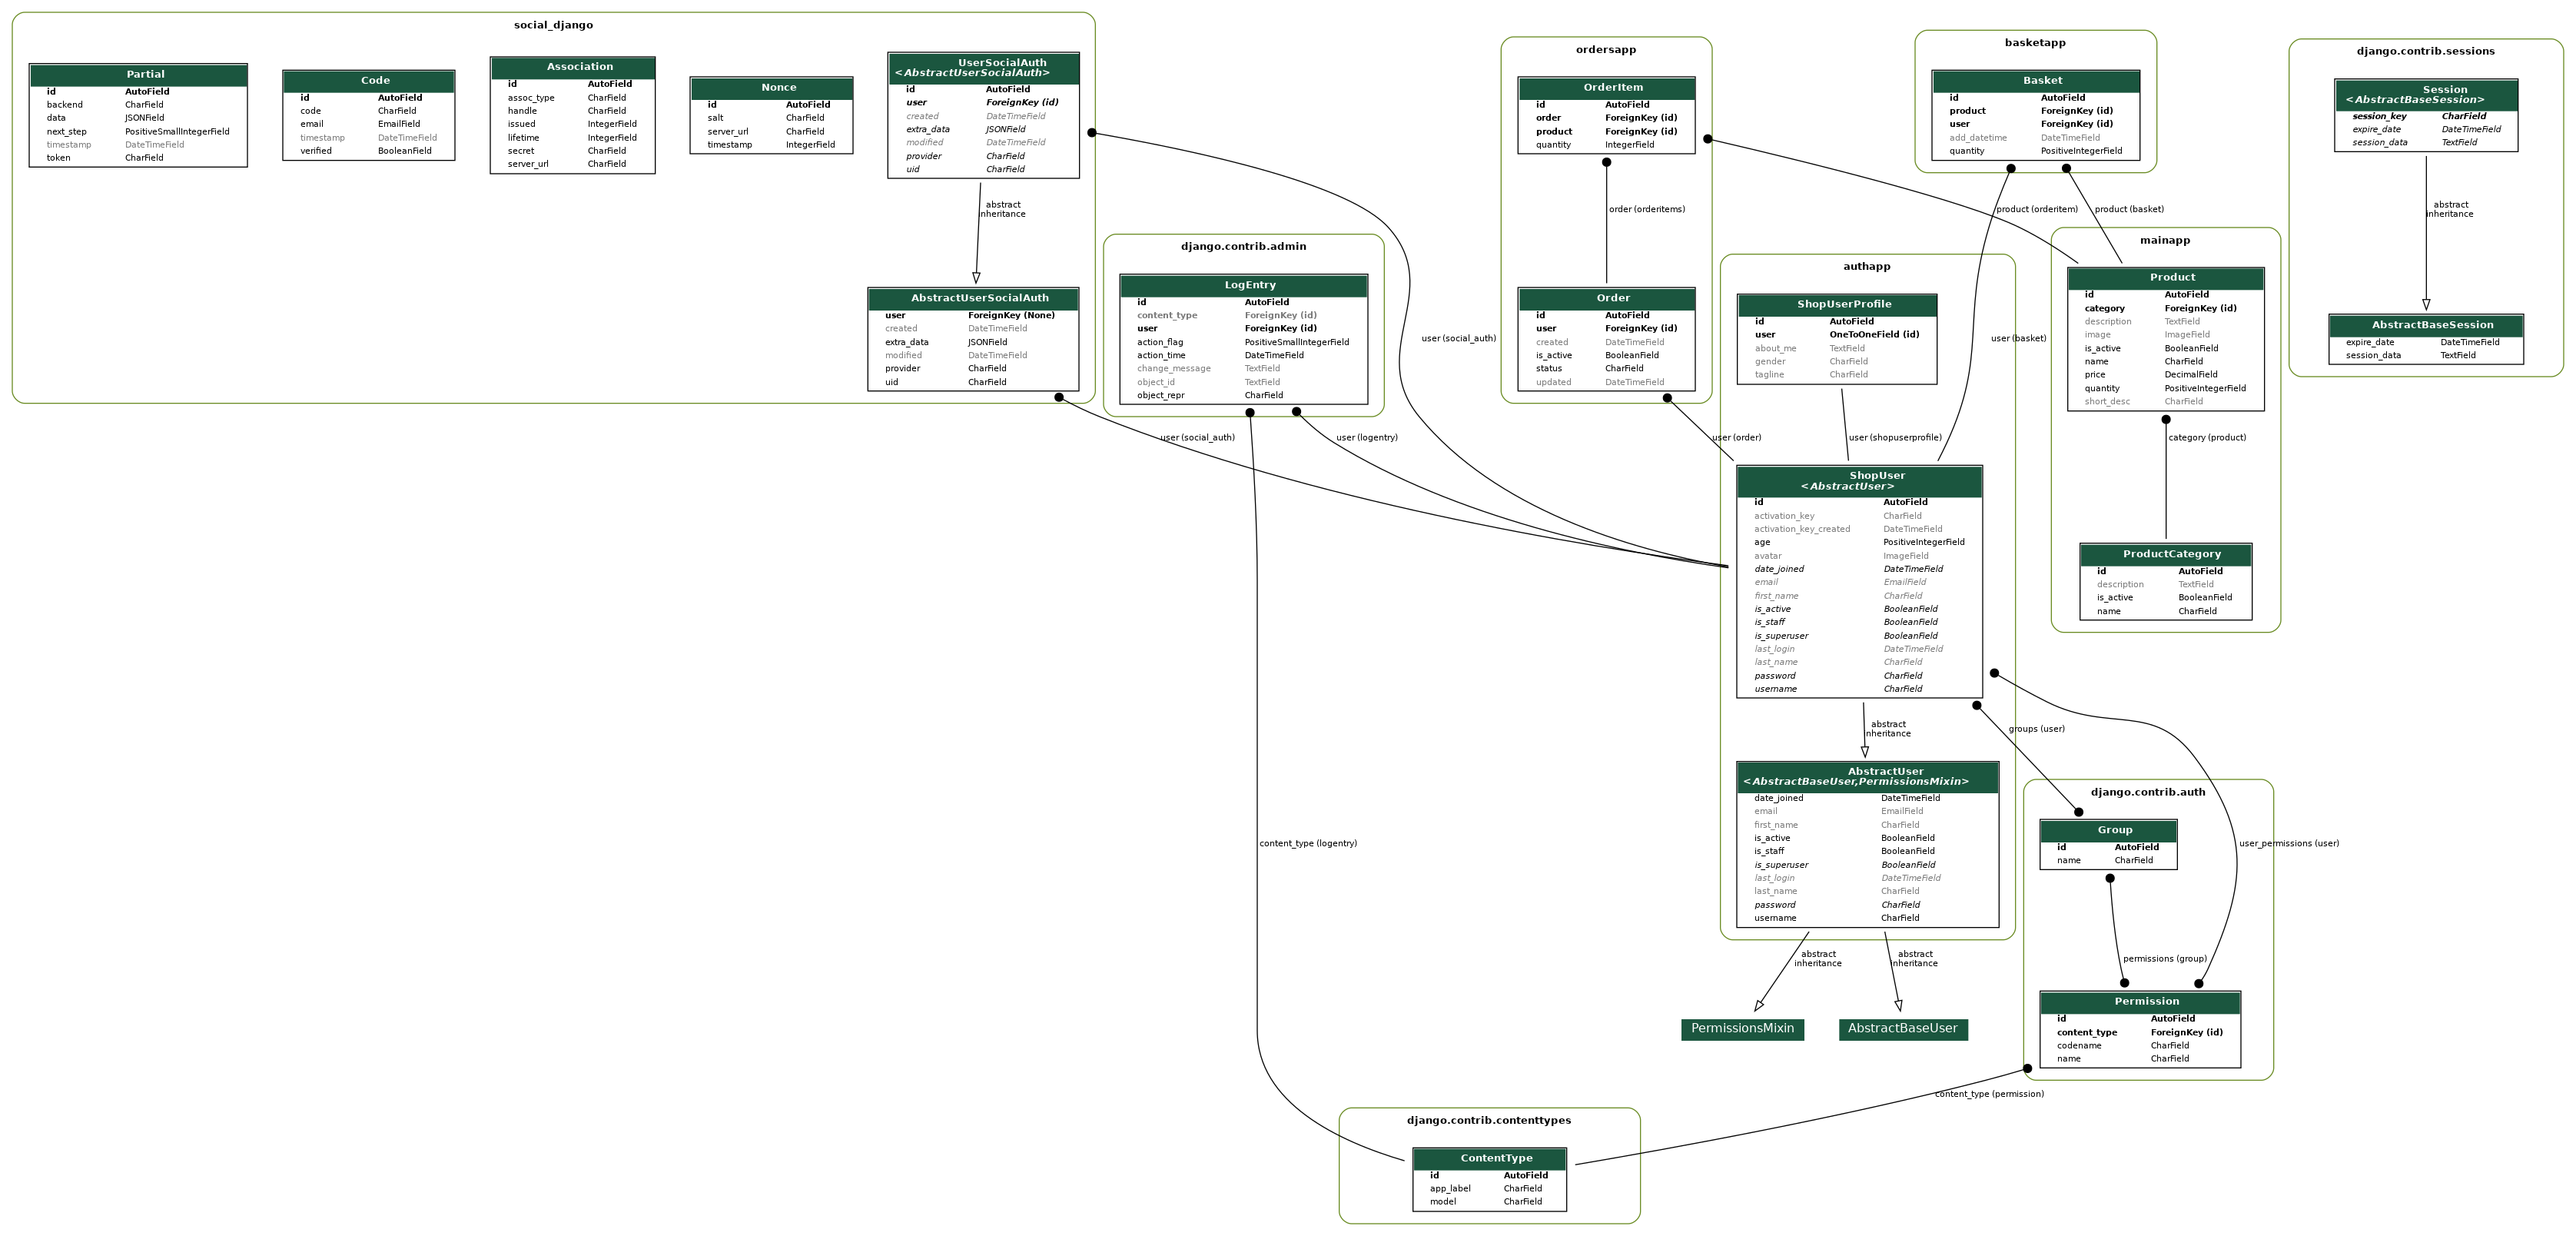 social_django
Partial
id AutoField
backend CharField
data JSONField
next_step PositiveSmallIntegerField
timestamp DateTimeField
token CharField
Code
id AutoField
code CharField
email EmailField
timestamp DateTimeField
verified BooleanField
Association
id AutoField
assoc_type CharField
handle CharField
issued IntegerField
lifetime IntegerField
secret CharField
server_url CharField
Nonce
id AutoField
salt CharField
server_url CharField
timestamp IntegerField
UserSocialAuth
<AbstractUserSocialAuth>
id AutoField
user ForeignKey (id)
created DateTimeField
extra_data JSONField
modified DateTimeField
provider CharField
uid CharField
abstract
inheritance
AbstractUserSocialAuth
user ForeignKey (None)
created DateTimeField
extra_data JSONField
modified DateTimeField
provider CharField
uid CharField
django.contrib.admin
LogEntry
id AutoField
content_type ForeignKey (id)
user ForeignKey (id)
action_flag PositiveSmallIntegerField
action_time DateTimeField
change_message TextField
object_id TextField
object_repr CharField
user (social_auth)
user (social_auth)
user (logentry)
ordersapp
OrderItem
id AutoField
order ForeignKey (id)
product ForeignKey (id)
quantity IntegerField
order (orderitems)
Order
id AutoField
user ForeignKey (id)
created DateTimeField
is_active BooleanField
status CharField
updated DateTimeField
user (order)
basketapp
Basket
id AutoField
product ForeignKey (id)
user ForeignKey (id)
add_datetime DateTimeField
quantity PositiveIntegerField
product (orderitem)
product (basket)
user (basket)
authapp
ShopUserProfile
id AutoField
user OneToOneField (id)
about_me TextField
gender CharField
tagline CharField
user (shopuserprofile)
ShopUser
<AbstractUser>
id AutoField
activation_key CharField
activation_key_created DateTimeField
age PositiveIntegerField
avatar ImageField
date_joined DateTimeField
email EmailField
first_name CharField
is_active BooleanField
is_staff BooleanField
is_superuser BooleanField
last_login DateTimeField
last_name CharField
password CharField
username CharField
abstract
inheritance
AbstractUser
<AbstractBaseUser,PermissionsMixin>
date_joined DateTimeField
email EmailField
first_name CharField
is_active BooleanField
is_staff BooleanField
is_superuser BooleanField
last_login DateTimeField
last_name CharField
password CharField
username CharField
abstract
inheritance
abstract
inheritance
PermissionsMixin
AbstractBaseUser
mainapp
Product
id AutoField
category ForeignKey (id)
description TextField
image ImageField
is_active BooleanField
name CharField
price DecimalField
quantity PositiveIntegerField
short_desc CharField
category (product)
ProductCategory
id AutoField
description TextField
is_active BooleanField
name CharField
django.contrib.sessions
Session
<AbstractBaseSession>
session_key CharField
expire_date DateTimeField
session_data TextField
abstract
inheritance
AbstractBaseSession
expire_date DateTimeField
session_data TextField
groups (user)
user_permissions (user)
django.contrib.auth
Group
id AutoField
name CharField
permissions (group)
Permission
id AutoField
content_type ForeignKey (id)
codename CharField
name CharField
content_type (logentry)
content_type (permission)
django.contrib.contenttypes
ContentType
id AutoField
app_label CharField
model CharField